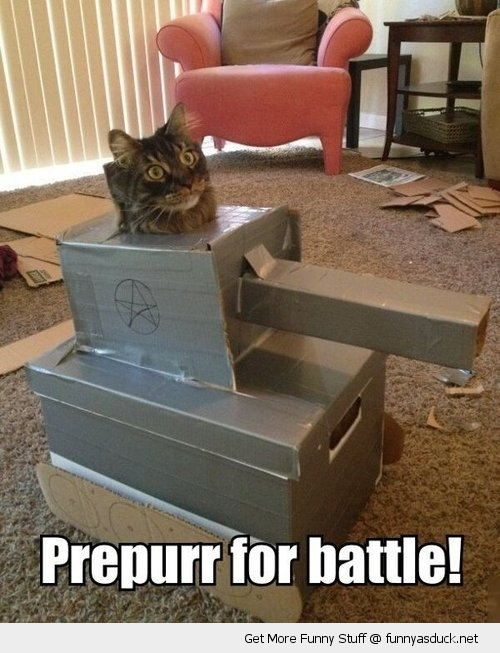 Prepurr for battle!
Get More Funny Stuff @ funnyasduck.net